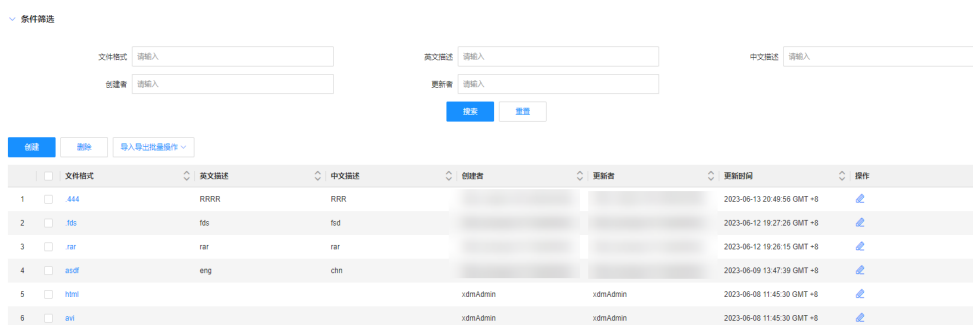 条件筛选
文件格式 请输入 英文描述 请输入 中文描述 请输入
创建者 请输入 更新者 请输入
搜索 重置
创建 删除 导入导出批量操作
文件格式 英文描述 中文描述 创建者 更新者 更新时间 操作
1 .444 RRRR RRR 2023-06-13 20:49:56 GMT +8
2 .fds fds fsd 2023-06-12 19:27:26 GMT +8
3 .rar rar rar 2023-06-12 19:26:15 GMT +8
4 asdf eng chn 2023-06-09 13:47:39 GMT +8
5 html xdmAdmin xdmAdmin 2023-06-08 11:45:30 GMT +8
6 avi xdmAdmin xdmAdmin 2023-06-08 11:45:30 GMT +8